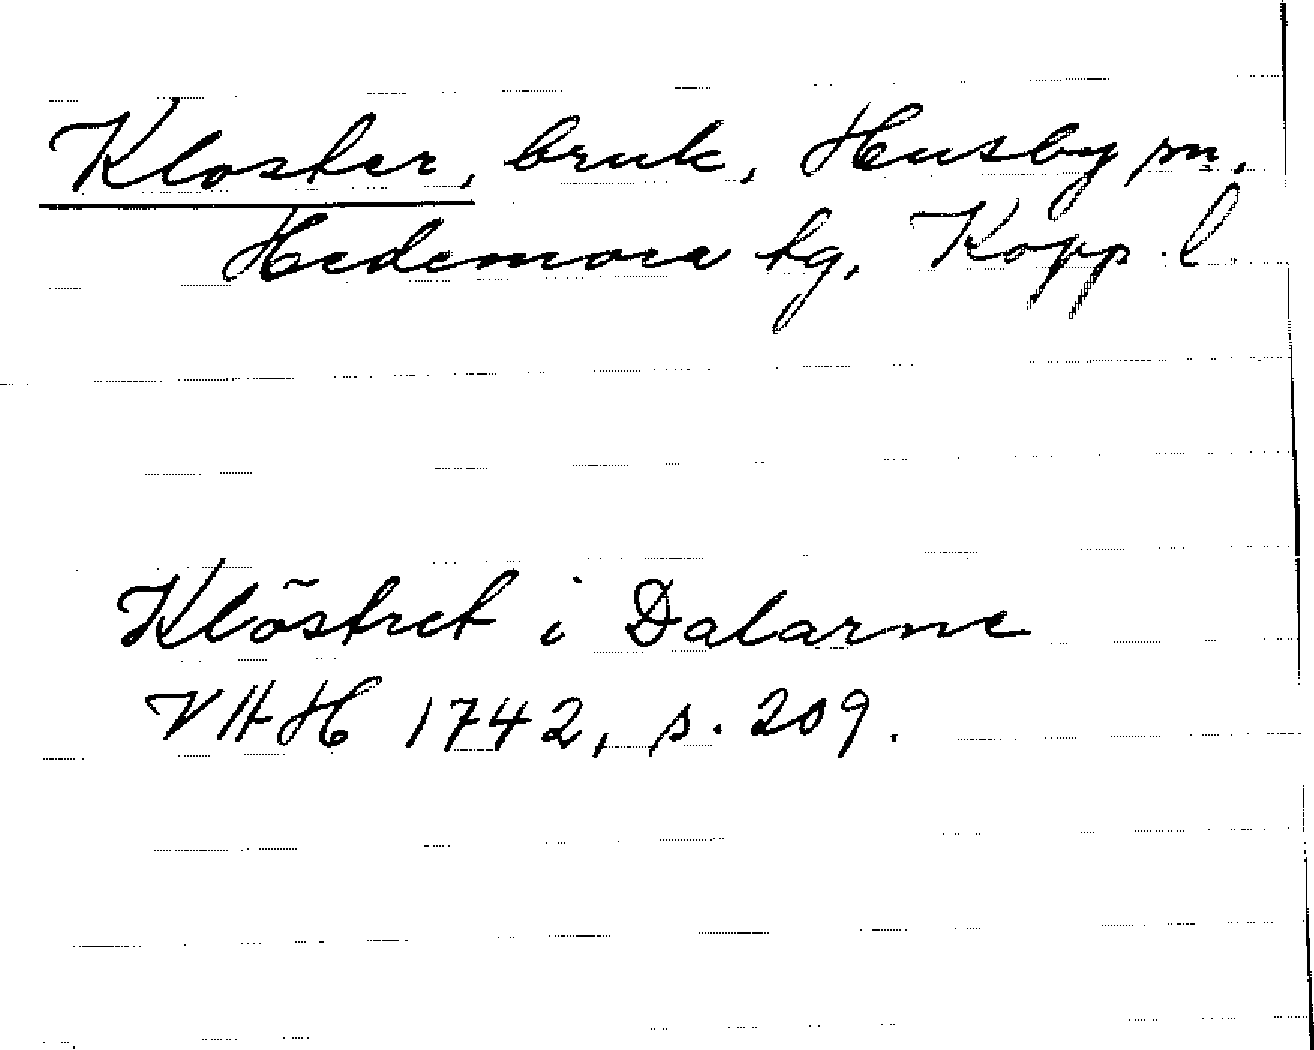 Kloster, bruk, Husby sn,
Hedemora tg, Kopp. l.
Klöstret i Dalarne
VHH 1742, s. 209.